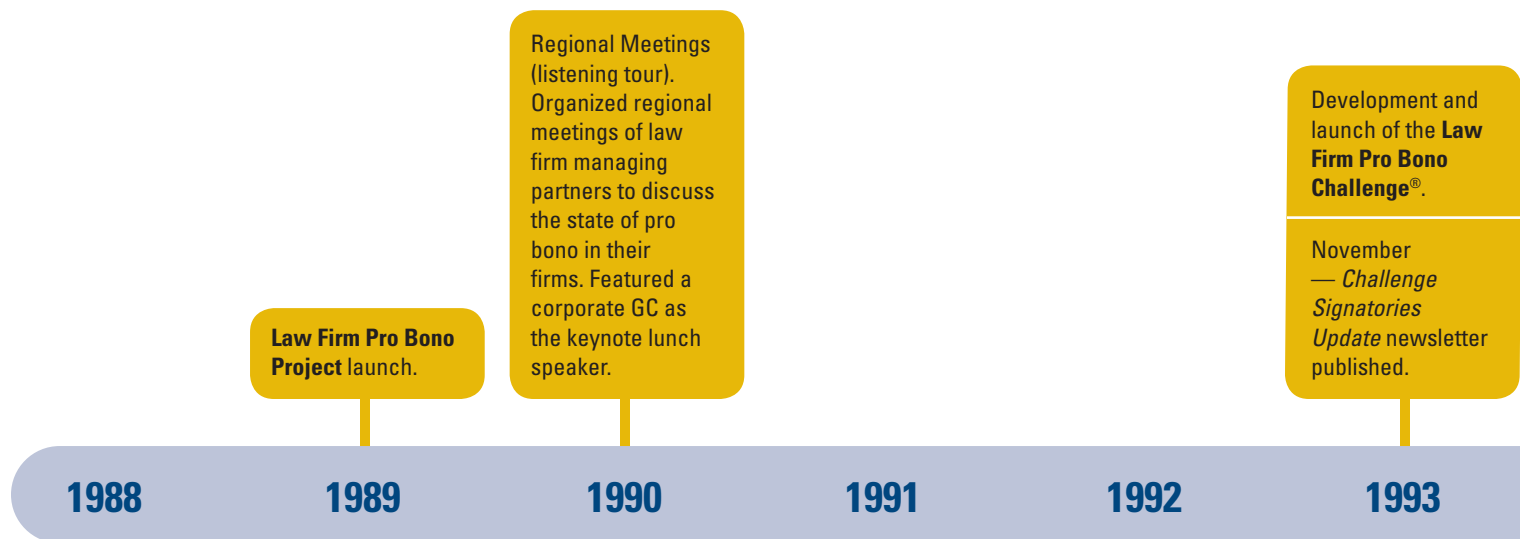 Regional Meetings
(listening tour).
Organized regional
meetings of law
firm managing
partners to discuss
the state of pro
bono in their
firms. Featured a
corporate GC as
the keynote lunch
speaker.
Development and
launch of the Law
Firm Pro Bono
Challenge®.
November
— Challenge
Signatories
Update newsletter
published.
Law Firm Pro Bono
Project launch.
1988
1989
1990
1991
1992
1993